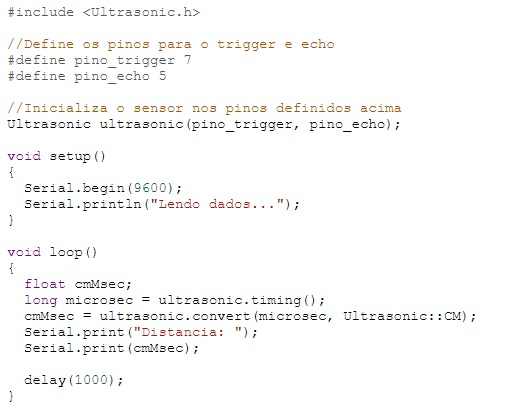 #include <Ultrasonic.h>
//Define os pinos para o trigger e echo
#define pino_trigger 7
#define pino_echo 5
//Inicializa o sensor nos pinos definidos acima
Ultrasonic ultrasonic(pino_trigger, pino_echo);
void setup()
{
  Serial.begin(9600);
  Serial.println("Lendo dados...");
}
void loop()
{
  float cmMsec;
  long microsec = ultrasonic.timing();
  cmMsec = ultrasonic.convert(microsec, Ultrasonic::CM);
  Serial.print("Distancia: ");
  Serial.print(cmMsec);
  delay(1000);
}